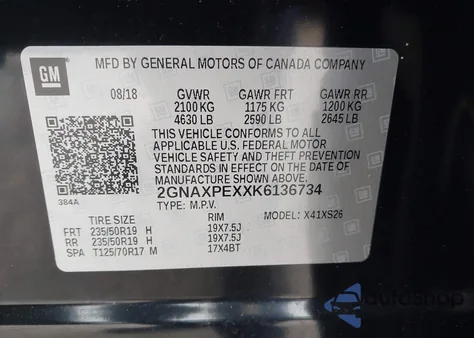 GM
MFD BY GENERAL MOTORS OF CANADA COMPANY
08/18 GVWR GAWR FRT GAWR RR
2100 KG 1175 KG 1200 KG
4630 LB 2590 LB 2645 LB
THIS VEHICLE CONFORMS TO ALL
APPLICABLE U.S. FEDERAL MOTOR
VEHICLE SAFETY AND THEFT
PREVENTION STANDARDS IN
EFFECT ON THE DATE OF
MANUFACTURE SHOWN ABOVE.
384A 2GNAXPEXXK6136734
TYPE: M.P.V. MODEL: X41XS26
TIRE SIZE RIM
FRT 235/50R19 H 19X7.5J
RR 235/50R19 H 19X7.5J
SPA T125/70R17 M 17X4BT
autoshop